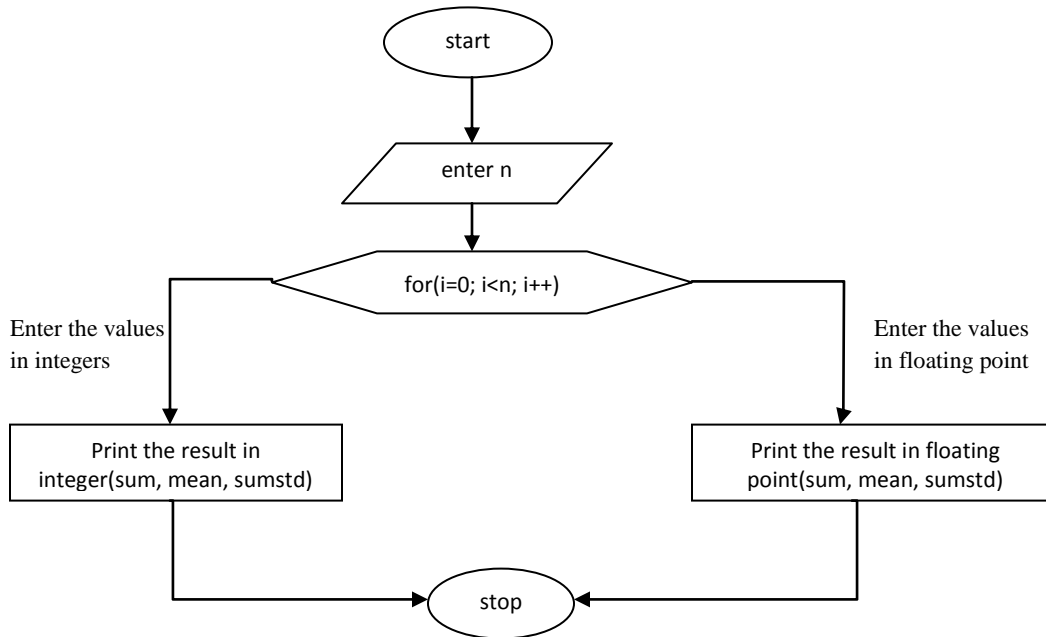 start
enter n
for(i=0; i<n; i++)
Enter the values
in integers
Enter the values
in floating point
Print the result in
integer(sum, mean, sumstd)
Print the result in floating
point(sum, mean, sumstd)
stop